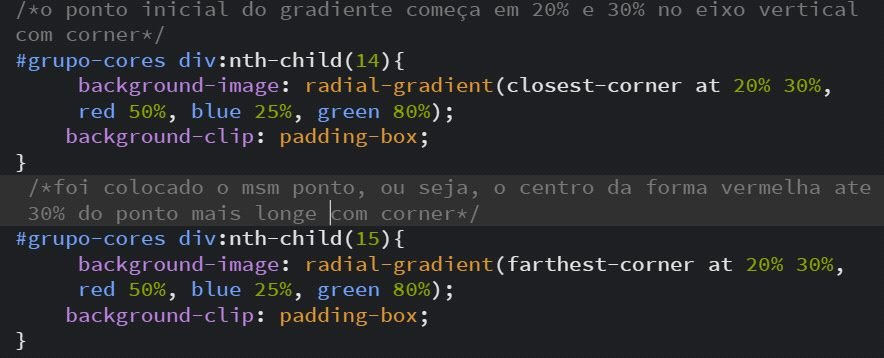 /*o ponto inicial do gradiente começa em 20% e 30% no eixo vertical
com corner*/
#grupo-cores div:nth-child(14){
background-image: radial-gradient(closest-corner at 20% 30%,
red 50%, blue 25%, green 80%);
background-clip: padding-box;
}
/*foi colocado o msm ponto, ou seja, o centro da forma vermelha ate
30% do ponto mais longe com corner*/
#grupo-cores div:nth-child(15){
background-image: radial-gradient(farthest-corner at 20% 30%,
red 50%, blue 25%, green 80%);
background-clip: padding-box;
}